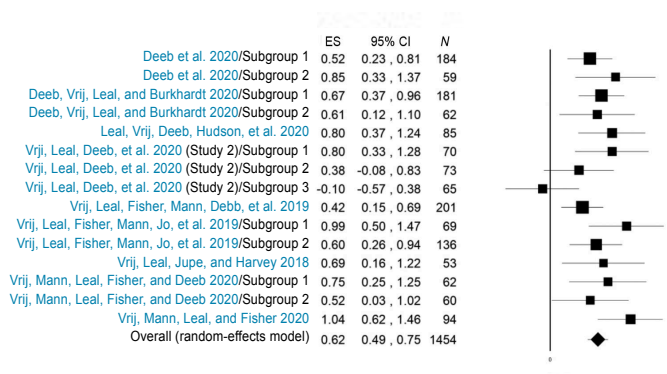 ES 95% CI N
Deeb et al. 2020/Subgroup 1 0.52 0.23 , 0.81 184
Deeb et al. 2020/Subgroup 2 0.85 0.33 , 1.37 59
Deeb, Vrij, Leal, and Burkhardt 2020/Subgroup 1 0.67 0.37 , 0.96 181
Deeb, Vrij, Leal, and Burkhardt 2020/Subgroup 2 0.61 0.12 , 1.10 62
Leal, Vrij, Deeb, Hudson, et al. 2020 0.80 0.37 , 1.24 85
Vrji, Leal, Deeb, et al. 2020 (Study 2)/Subgroup 1 0.80 0.33 , 1.28 70
Vrij, Leal, Deeb, et al. 2020 (Study 2)/Subgroup 2 0.38 -0.08 , 0.83 73
Vrij, Leal, Deeb, et al. 2020 (Study 2)/Subgroup 3 -0.10 -0.57 , 0.38 65
Vrij, Leal, Fisher, Mann, Debb, et al. 2019 0.42 0.15 , 0.69 201
Vrij, Leal, Fisher, Mann, Jo, et al. 2019/Subgroup 1 0.99 0.50 , 1.47 69
Vrij, Leal, Fisher, Mann, Jo, et al. 2019/Subgroup 2 0.60 0.26 , 0.94 136
Vrij, Leal, Jupe, and Harvey 2018 0.69 0.16 , 1.22 53
Vrij, Mann, Leal, Fisher, and Deeb 2020/Subgroup 1 0.75 0.25 , 1.25 62
Vrij, Mann, Leal, Fisher, and Deeb 2020/Subgroup 2 0.52 0.03 , 1.02 60
Vrij, Mann, Leal, and Fisher 2020 1.04 0.62 , 1.46 94
Overall (random-effects model) 0.62 0.49 , 0.75 1454
0